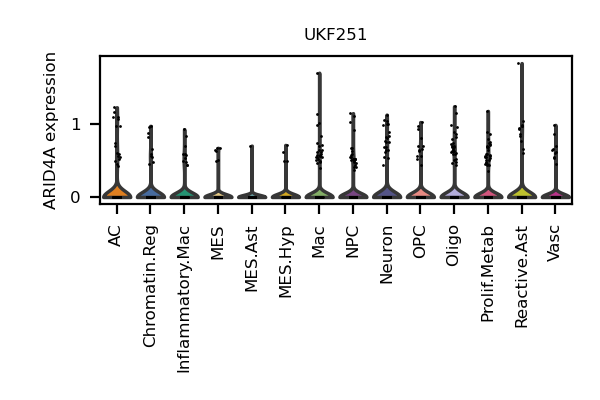 UKF251
ARID4A expression
1
0
AC
Chromatin.Reg
Inflammatory.Mac
MES
MES.Ast
MES.Hyp
Mac
NPC
Neuron
OPC
Oligo
Prolif.Metab
Reactive.Ast
Vasc